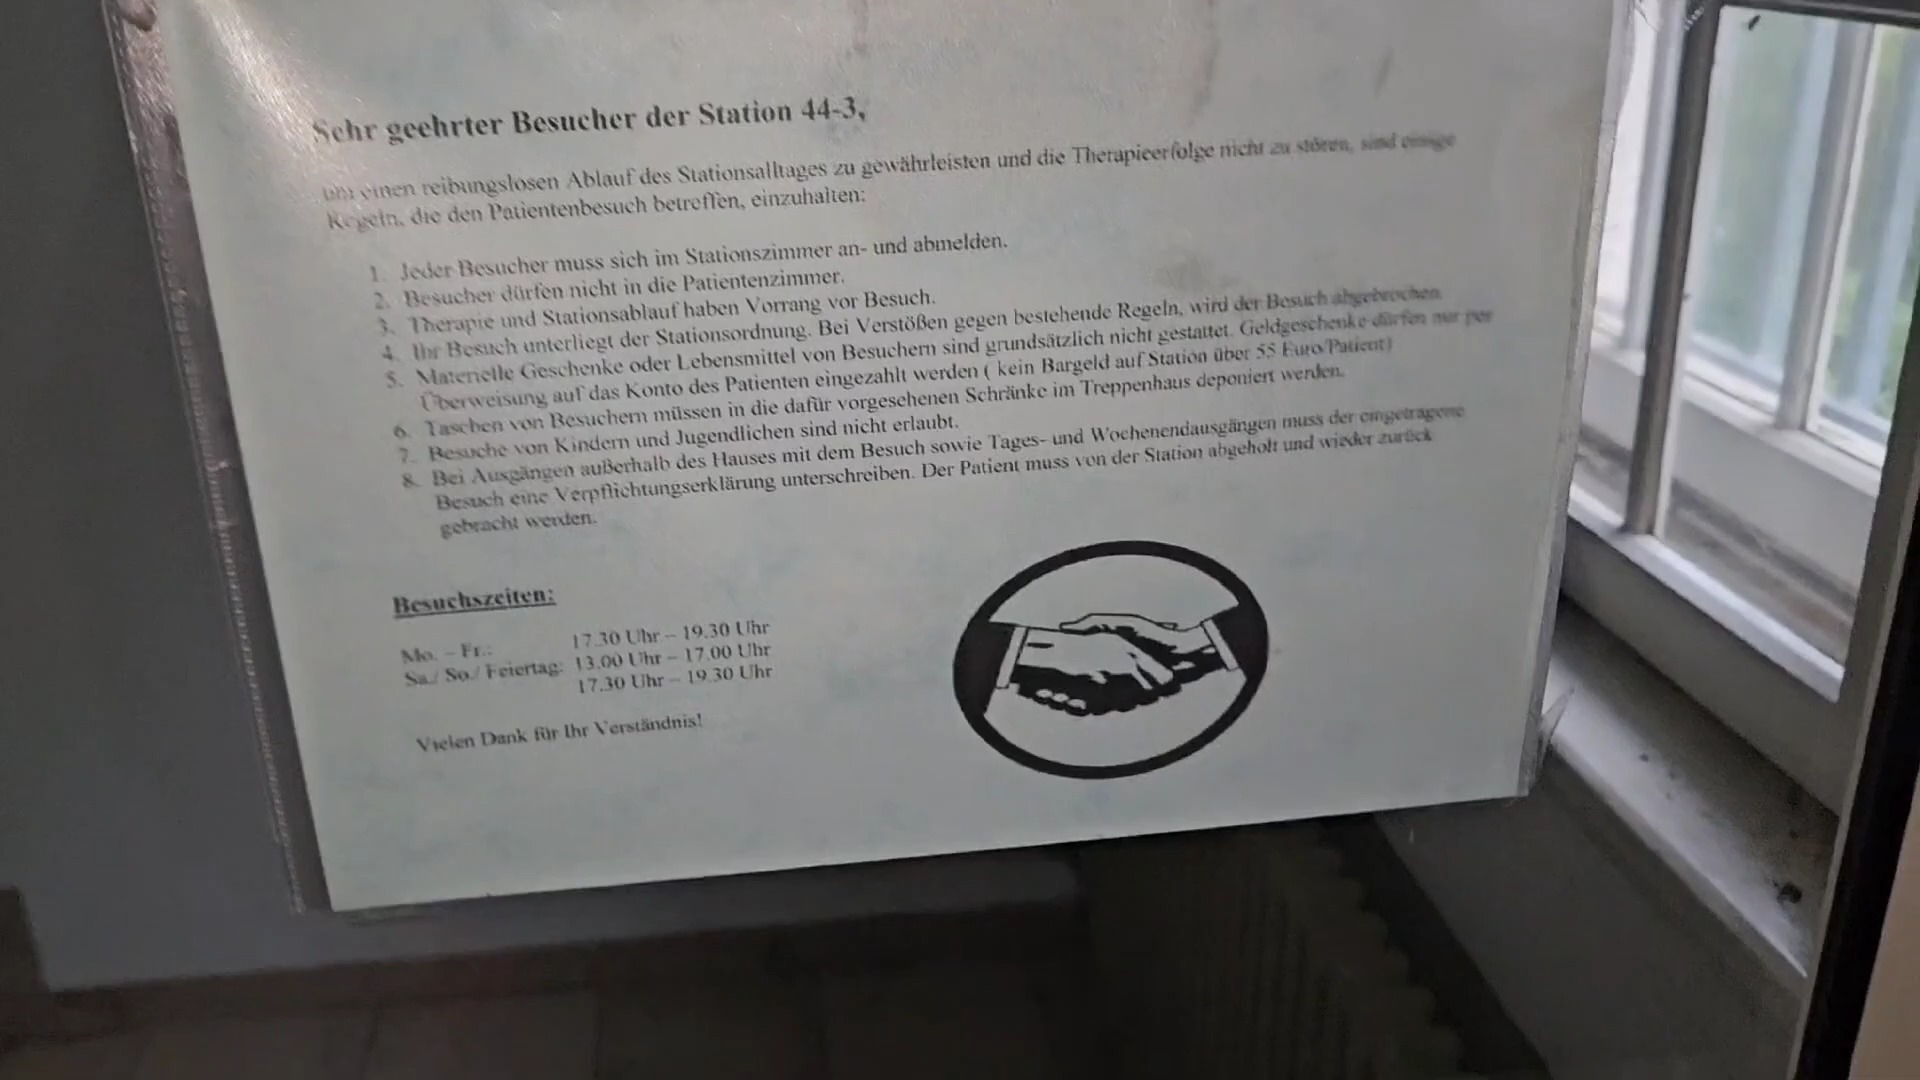 Sehr geehrter Besucher der Station 44-3,
um einen reibungslosen Ablauf des Stationsalltages zu gewährleisten und die Therapieerfolge nicht zu stören, sind einige
Regeln, die den Patientenbesuch betreffen, einzuhalten:
1. Jeder Besucher muss sich im Stationszimmer an- und abmelden.
2. Besucher dürfen nicht in die Patientenzimmer.
3. Therapie und Stationsablauf haben Vorrang vor Besuch.
4. Ihr Besuch unterliegt der Stationsordnung. Bei Verstößen gegen bestehende Regeln, wird der Besuch abgebrochen.
5. Materielle Geschenke oder Lebensmittel von Besuchern sind grundsätzlich nicht gestattet. Geldgeschenke dürfen nur per
Überweisung auf das Konto des Patienten eingezahlt werden ( kein Bargeld auf Station über 55 Euro/Patient)
6. Taschen von Besuchern müssen in die dafür vorgesehenen Schränke im Treppenhaus deponiert werden.
7. Besuche von Kindern und Jugendlichen sind nicht erlaubt.
8. Bei Ausgängen außerhalb des Hauses mit dem Besuch sowie Tages- und Wochenendausgängen muss der eingetragene
Besuch eine Verpflichtungserklärung unterschreiben. Der Patient muss von der Station abgeholt und wieder zurück
gebracht werden.
Besuchszeiten:
Mo. – Fr.: 17.30 Uhr – 19.30 Uhr
Sa./ So./ Feiertag: 13.00 Uhr – 17.00 Uhr
17.30 Uhr – 19.30 Uhr
Vielen Dank für Ihr Verständnis!